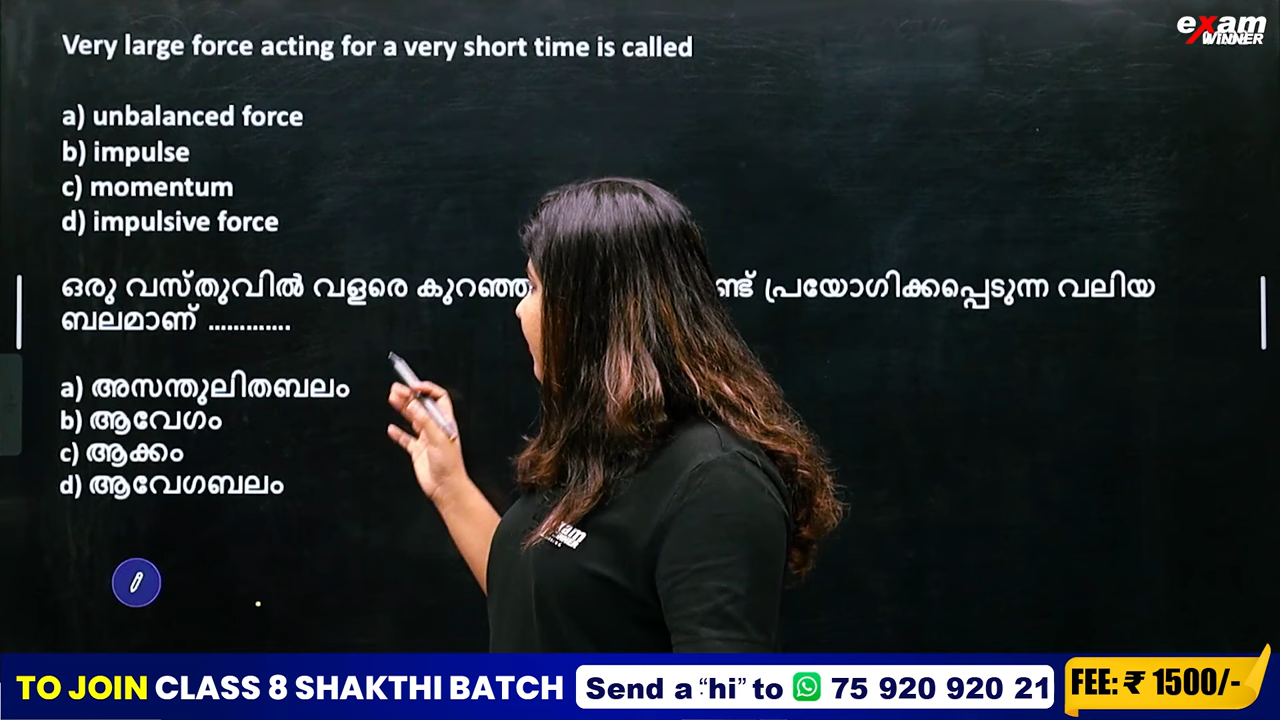 exam
WINNER
Very large force acting for a very short time is called
a) unbalanced force
b) impulse
c) momentum
d) impulsive force
ഒരു വസ്തുവിൽ വളരെ പ്രയോഗിക്കപ്പെടുന്ന വലിയ
ബലമാണ് .............
a) അസന്തുലിതബലം
b) ആവേഗം
c) ആക്കം
d) ആവേഗബലം
TO JOIN CLASS 8 SHAKTHI BATCH
Send a “hi” to 75 920 920 21
FEE: ₹ 1500/-